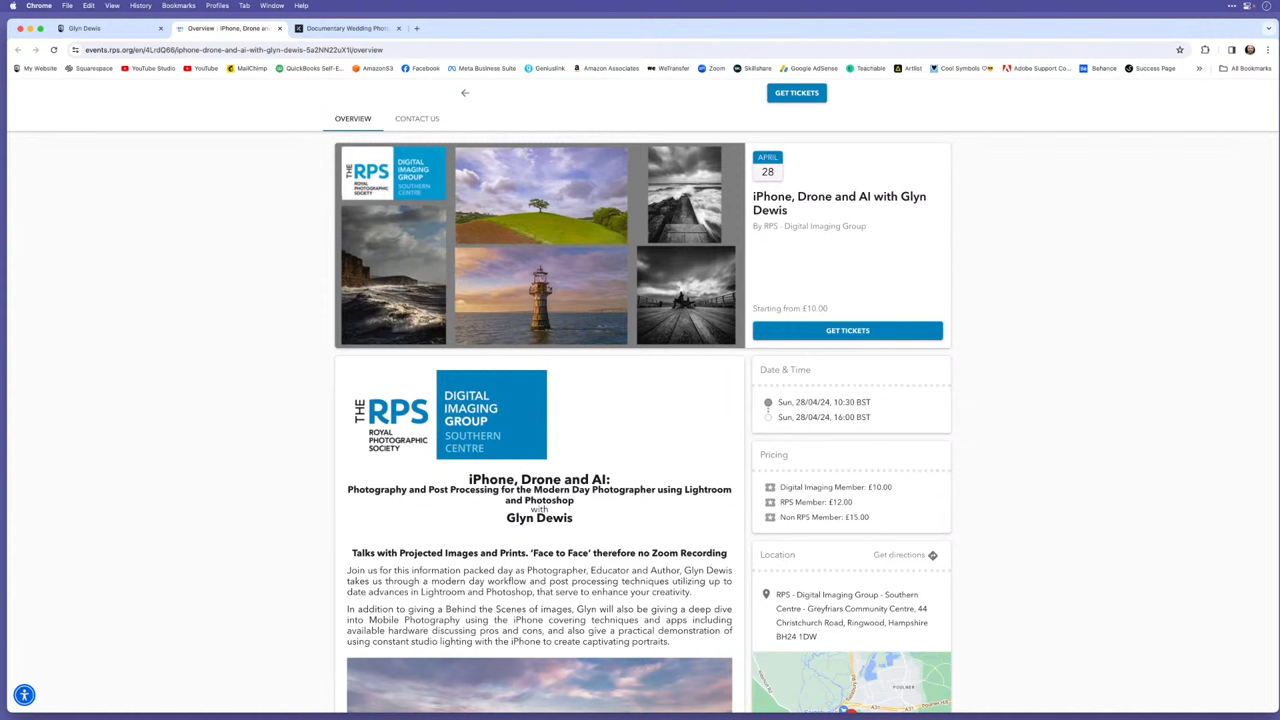 Chrome File Edit View History Bookmarks Profiles Tab Window Help
Glyn Dewis
Overview : iPhone, Drone and
Documentary Wedding Phot
events.rps.org/en/4LrdQ66/iphone-drone-and-ai-with-glyn-dewis-5a2NN22uX1l/overview
My Website Squarespace YouTube Studio YouTube MailChimp QuickBooks Self-E... AmazonS3 Facebook Meta Business Suite Geniuslink Amazon Associates WeTransfer Zoom Skillshare Google AdSense Teachable Artlist Cool Symbols Adobe Support Co... Behance Success Page All Bookmarks
GET TICKETS
OVERVIEW CONTACT US
THE RPS ROYAL PHOTOGRAPHIC SOCIETY
DIGITAL IMAGING GROUP
SOUTHERN CENTRE
APRIL
28
iPhone, Drone and AI with Glyn
Dewis
By RPS - Digital Imaging Group
Starting from £10.00
GET TICKETS
THE RPS
ROYAL
PHOTOGRAPHIC
SOCIETY
DIGITAL
IMAGING
GROUP
SOUTHERN
CENTRE
iPhone, Drone and AI:
Photography and Post Processing for the Modern Day Photographer using Lightroom
and Photoshop
with
Glyn Dewis
Talks with Projected Images and Prints. ‘Face to Face’ therefore no Zoom Recording
Join us for this information packed day as Photographer, Educator and Author, Glyn Dewis
takes us through a modern day workflow and post processing techniques utilizing up to
date advances in Lightroom and Photoshop, that serve to enhance your creativity.
In addition to giving a Behind the Scenes of images, Glyn will also be giving a deep dive
into Mobile Photography using the iPhone covering techniques and apps including
available hardware discussing pros and cons, and also give a practical demonstration of
using constant studio lighting with the iPhone to create captivating portraits.
Date & Time
Sun, 28/04/24, 10:30 BST
Sun, 28/04/24, 16:00 BST
Pricing
Digital Imaging Member: £10.00
RPS Member: £12.00
Non RPS Member: £15.00
Location Get directions
RPS - Digital Imaging Group - Southern
Centre - Greyfriars Community Centre, 44
Christchurch Road, Ringwood, Hampshire
BH24 1DW
POULNER
A31